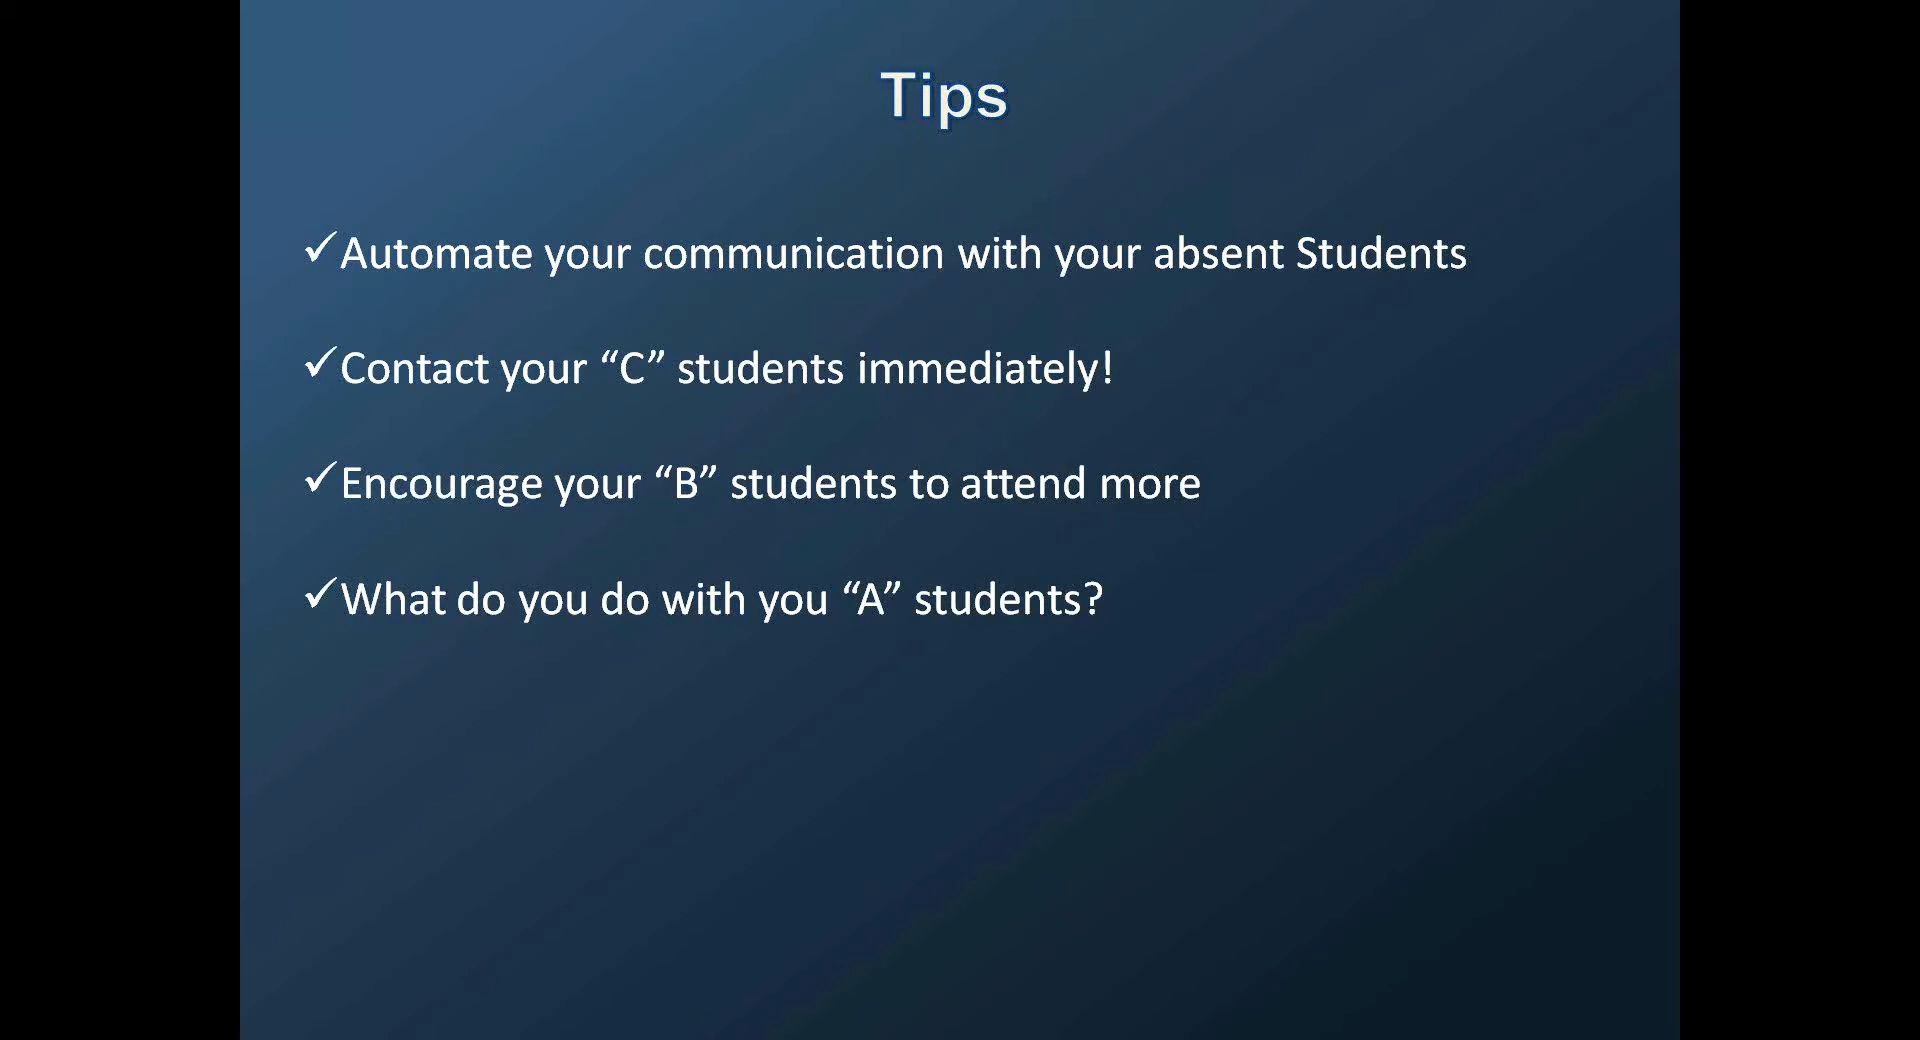 Tips
✓Automate your communication with your absent Students
✓Contact your “C” students immediately!
✓Encourage your “B” students to attend more
✓What do you do with you “A” students?